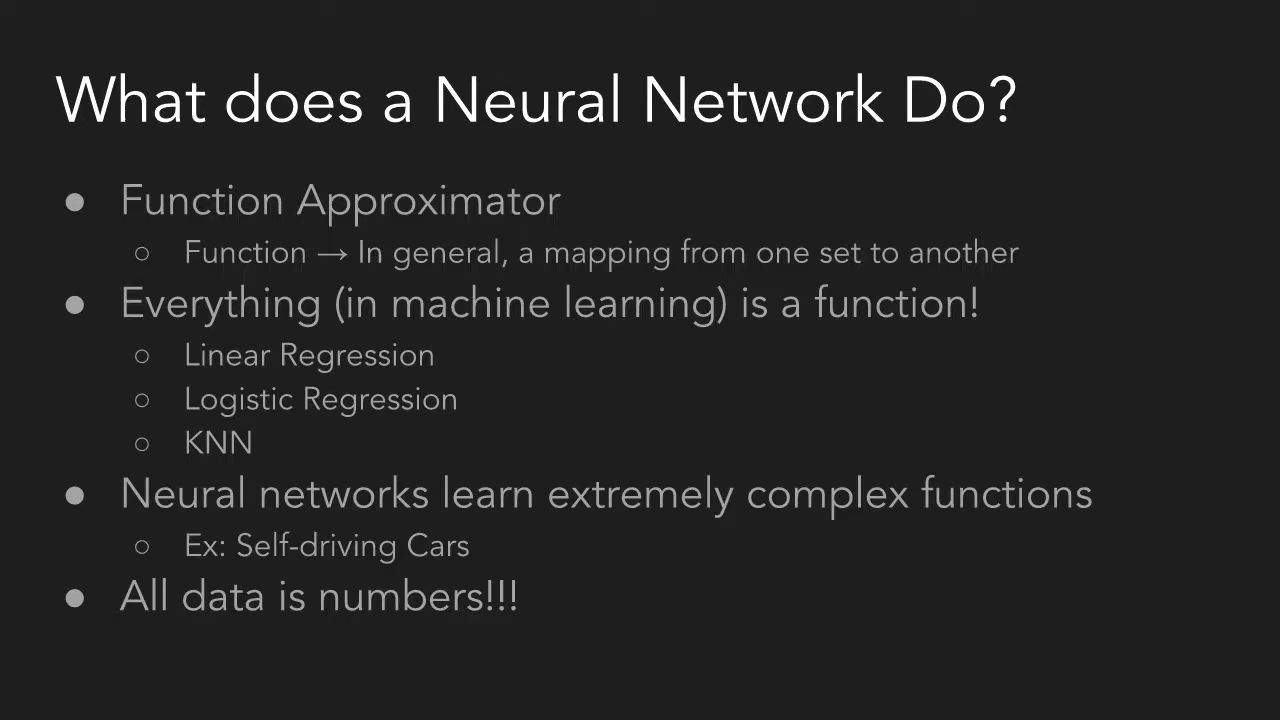 What does a Neural Network Do?
● Function Approximator
○ Function → In general, a mapping from one set to another
● Everything (in machine learning) is a function!
○ Linear Regression
○ Logistic Regression
○ KNN
● Neural networks learn extremely complex functions
○ Ex: Self-driving Cars
● All data is numbers!!!